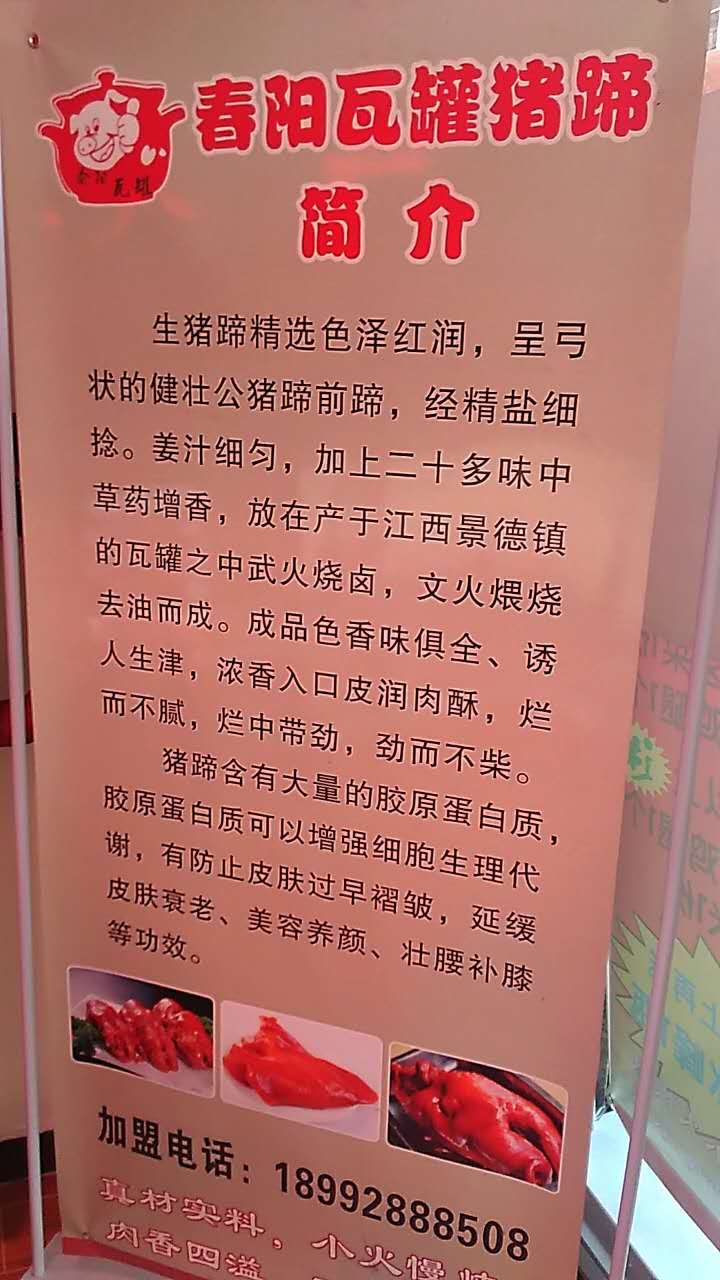 春阳瓦罐猪蹄
瓦罐
简介
生猪蹄精选色泽红润，呈弓
状的健壮公猪蹄前蹄，经精盐细
捻。姜汁细匀，加上二十多味中
草药增香，放在产于江西景德镇
的瓦罐之中武火烧卤，文火煨烧
去油而成。成品色香味俱全、诱
人生津，浓香入口皮润肉酥，烂
而不腻，烂中带劲，劲而不柴。
猪蹄含有大量的胶原蛋白质，
胶原蛋白质可以增强细胞生理代
谢，有防止皮肤过早褶皱，延缓
皮肤衰老、美容养颜、壮腰补膝
等功效。
加盟电话：18992888508
真材实料，小火慢炖
肉香四溢